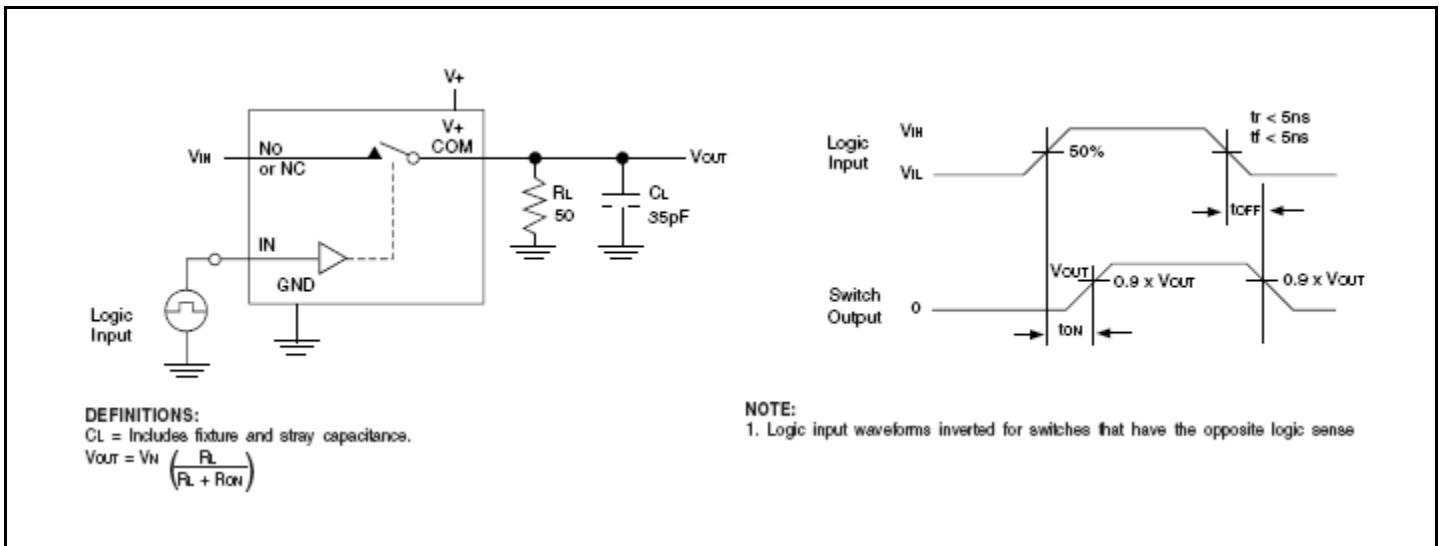 V+
V+
COM
NO
or NC
VIN
VOUT
RL
50
CL
35pF
IN
GND
Logic
Input
DEFINITIONS:
CL = Includes fixture and stray capacitance.
VOUT = VN ( RL / RL + RON )
Logic
Input
VIH
VIL
50%
tr < 5ns
tf < 5ns
tOFF
Switch
Output
VOUT
0
0.9 x VOUT
0.9 x VOUT
tON
NOTE:
1. Logic input waveforms inverted for switches that have the opposite logic sense